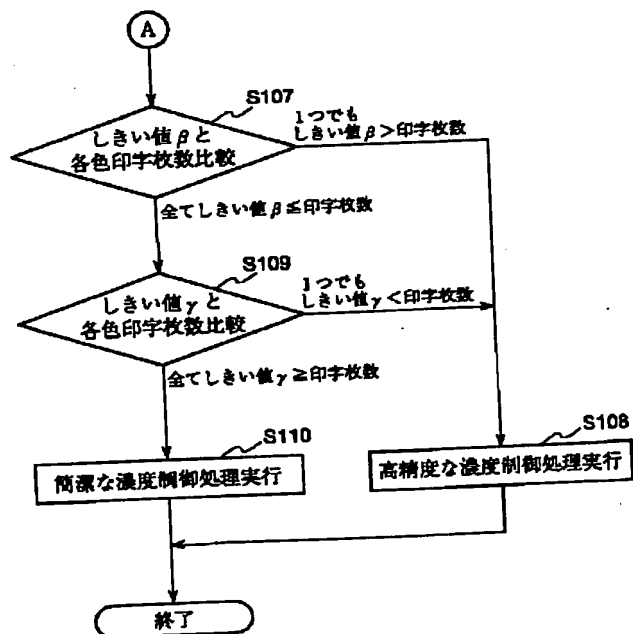 A
S107
しきい値βと
各色印字枚数比較
1つでも
しきい値β>印字枚数
全てしきい値β≦印字枚数
S109
しきい値γと
各色印字枚数比較
1つでも
しきい値γ<印字枚数
全てしきい値γ≧印字枚数
S110
簡潔な濃度制御処理実行
S108
高精度な濃度制御処理実行
終了